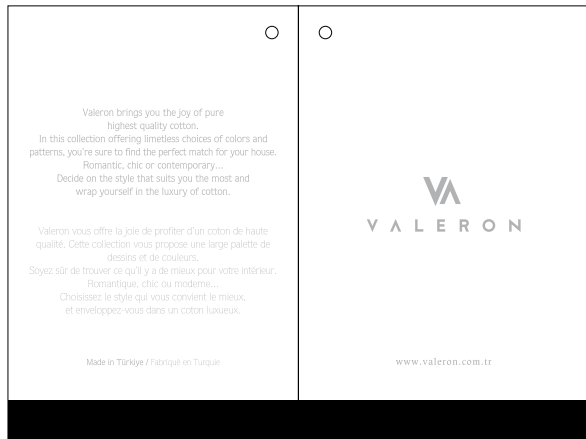 Valeron brings you the joy of pure
highest quality cotton.
In this collection offering limetless choices of colors and
patterns, you're sure to find the perfect match for your house.
Romantic, chic or contemporary...
Decide on the style that suits you the most and
wrap yourself in the luxury of cotton.
Valeron vous offre la joie de profiter d'un coton de haute
qualité. Cette collection vous propose une large palette de
dessins et de couleurs.
Soyez sûr de trouver ce qu'il y a de mieux pour votre intérieur.
Romantique, chic ou moderne...
Choisissez le style qui vous convient le mieux,
et enveloppez-vous dans un coton luxueux.
Made in Türkiye / Fabriqué en Turquie
VA
VALERON
www.valeron.com.tr